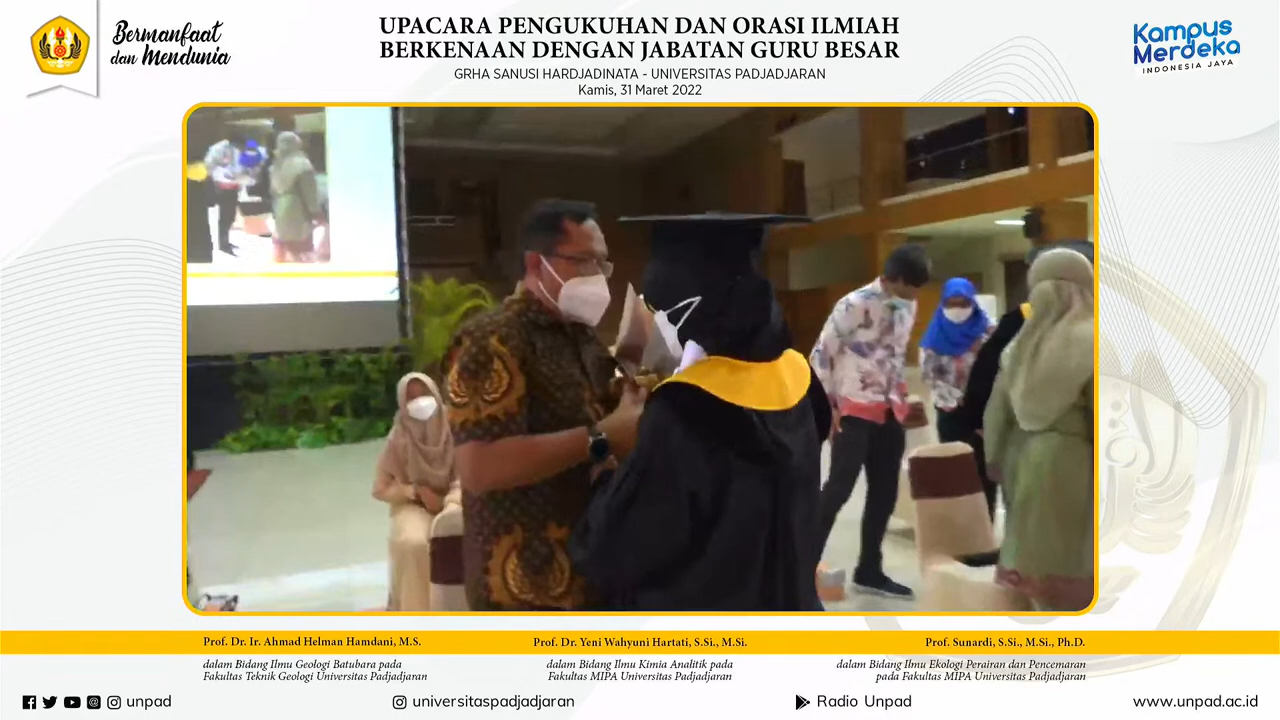 Bermanfaat
dan Mendunia
UPACARA PENGUKUHAN DAN ORASI ILMIAH
BERKENAAN DENGAN JABATAN GURU BESAR
GRHA SANUSI HARDJADINATA - UNIVERSITAS PADJADJARAN
Kamis, 31 Maret 2022
Kampus
Merdeka
INDONESIA JAYA
Prof. Dr. Ir. Ahmad Helman Hamdani, M.S.
dalam Bidang Ilmu Geologi Batubara pada
Fakultas Teknik Geologi Universitas Padjadjaran
Prof. Dr. Yeni Wahyuni Hartati, S.Si., M.Si.
dalam Bidang Ilmu Kimia Analitik pada
Fakultas MIPA Universitas Padjadjaran
Prof. Sunardi, S.Si., M.Si., Ph.D.
dalam Bidang Ilmu Ekologi Perairan dan Pencemaran
pada Fakultas MIPA Universitas Padjadjaran
unpad
universitaspadjadjaran
Radio Unpad
www.unpad.ac.id